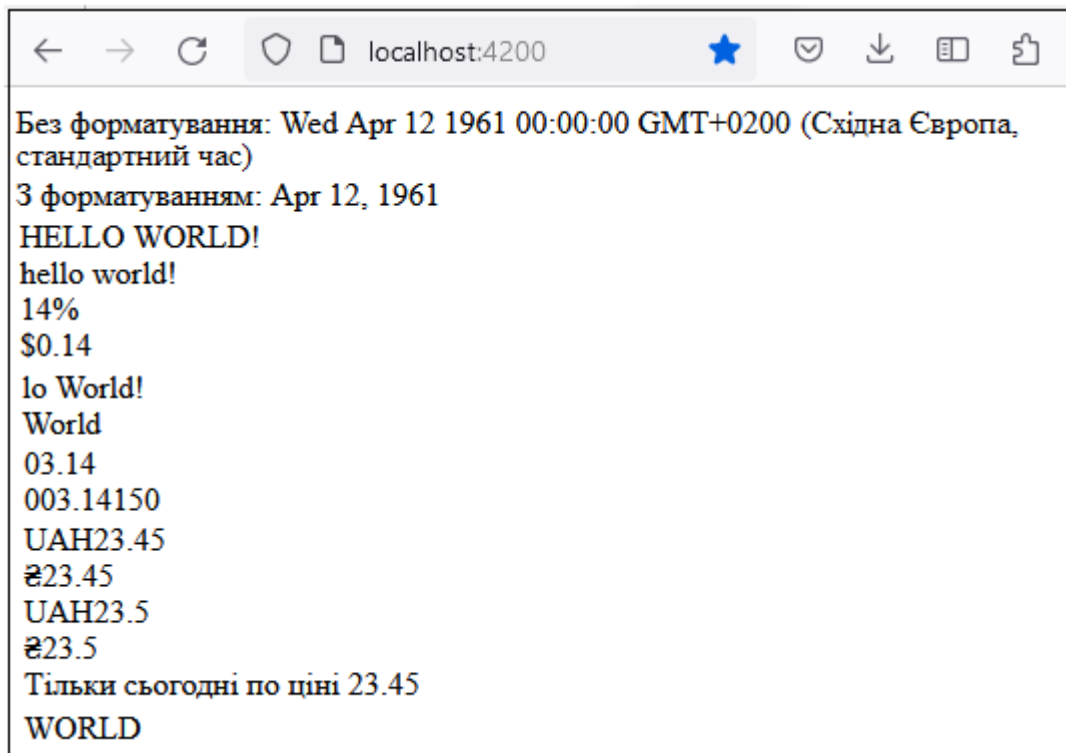 localhost:4200
Без форматування: Wed Apr 12 1961 00:00:00 GMT+0200 (Східна Європа,
стандартний час)
З форматуванням: Apr 12, 1961
HELLO WORLD!
hello world!
14%
$0.14
lo World!
World
03.14
003.14150
UAH23.45
₴23.45
UAH23.5
₴23.5
Тільки сьогодні по ціні 23.45
WORLD